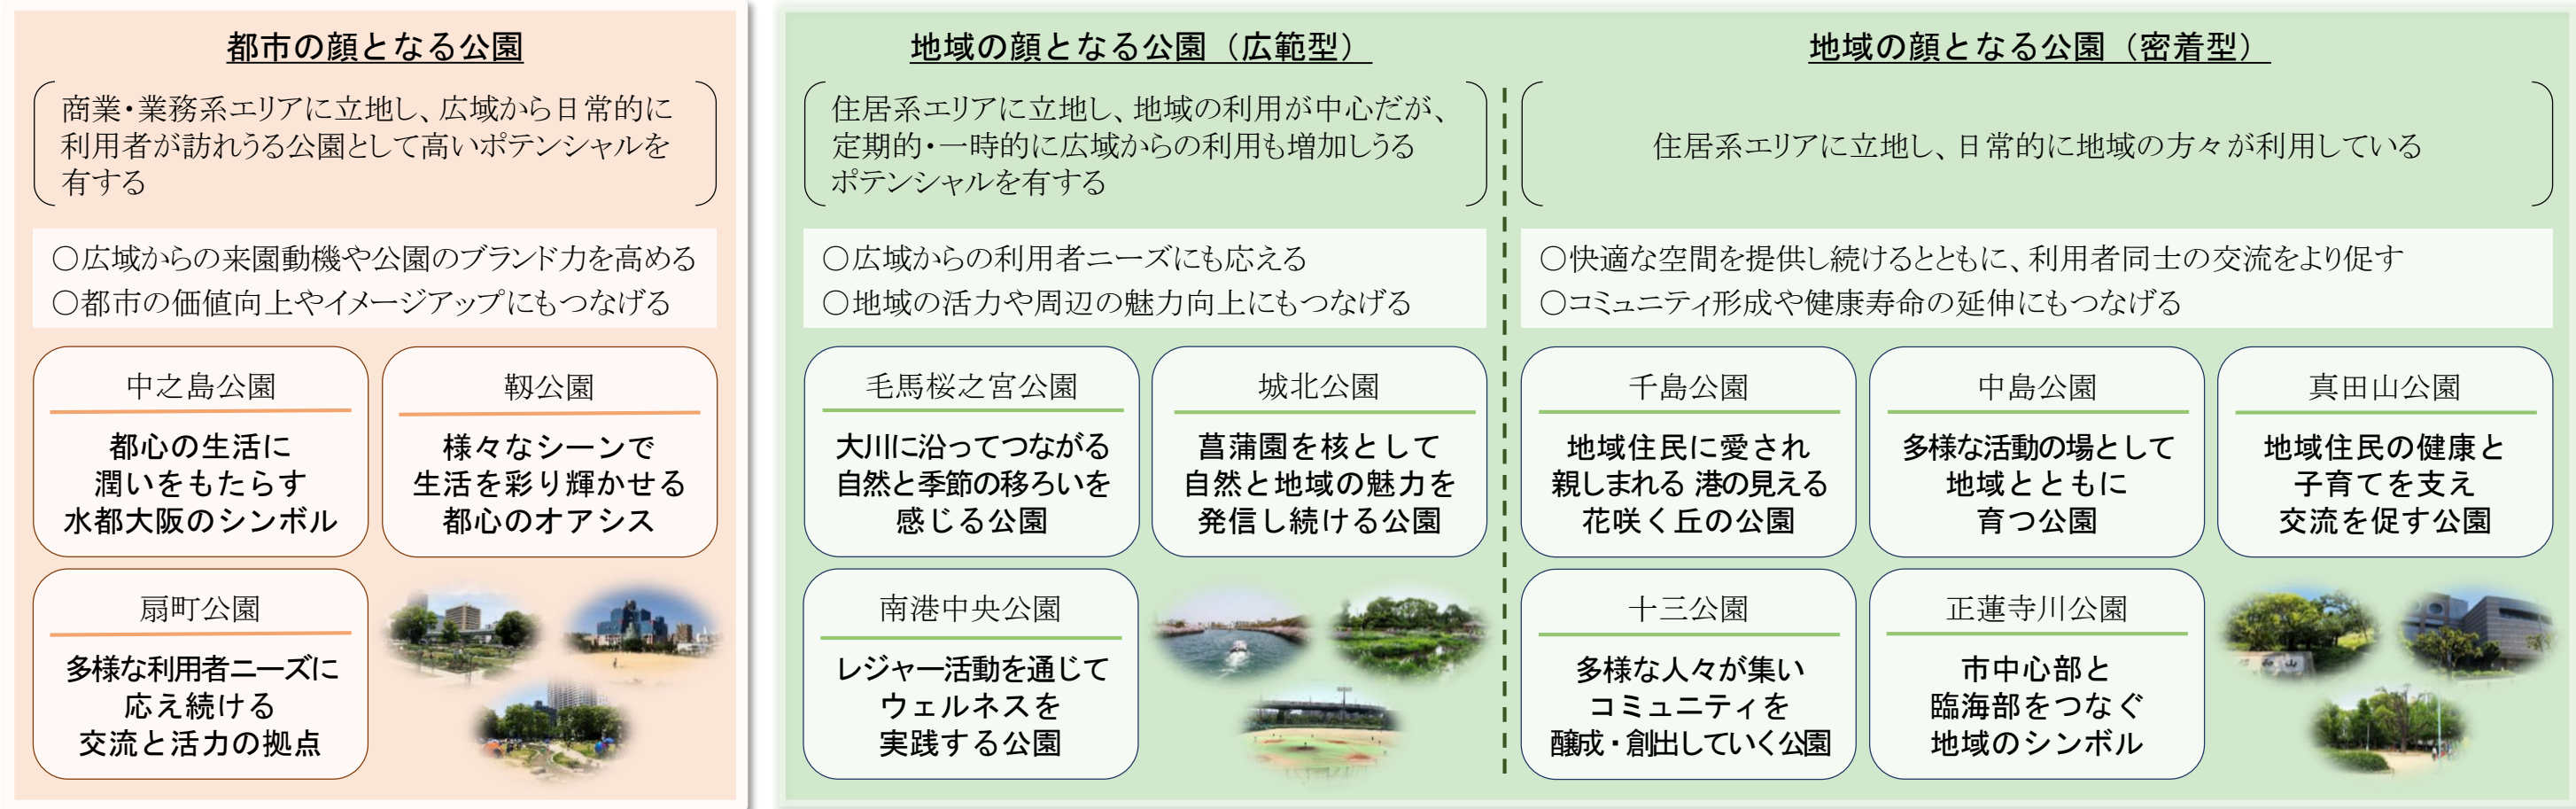 都市の顔となる公園
商業・業務系エリアに立地し、広域から日常的に
利用者が訪れうる公園として高いポテンシャルを
有する
○広域からの来園動機や公園のブランド力を高める
○都市の価値向上やイメージアップにもつなげる
中之島公園
都心の生活に
潤いをもたらす
水都大阪のシンボル
靱公園
様々なシーンで
生活を彩り輝かせる
都心のオアシス
扇町公園
多様な利用者ニーズに
応え続ける
交流と活力の拠点
地域の顔となる公園（広範型）
住居系エリアに立地し、地域の利用が中心だが、
定期的・一時的に広域からの利用も増加しうる
ポテンシャルを有する
○広域からの利用者ニーズにも応える
○地域の活力や周辺の魅力向上にもつなげる
毛馬桜之宮公園
大川に沿ってつながる
自然と季節の移ろいを
感じる公園
城北公園
菖蒲園を核として
自然と地域の魅力を
発信し続ける公園
南港中央公園
レジャー活動を通じて
ウェルネスを
実践する公園
地域の顔となる公園（密着型）
住居系エリアに立地し、日常的に地域の方々が利用している
○快適な空間を提供し続けるとともに、利用者同士の交流をより促す
○コミュニティ形成や健康寿命の延伸にもつなげる
千島公園
地域住民に愛され
親しまれる 港の見える
花咲く丘の公園
中島公園
多様な活動の場として
地域とともに
育つ公園
真田山公園
地域住民の健康と
子育てを支え
交流を促す公園
十三公園
多様な人々が集い
コミュニティを
醸成・創出していく公園
正蓮寺川公園
市中心部と
臨海部をつなぐ
地域のシンボル